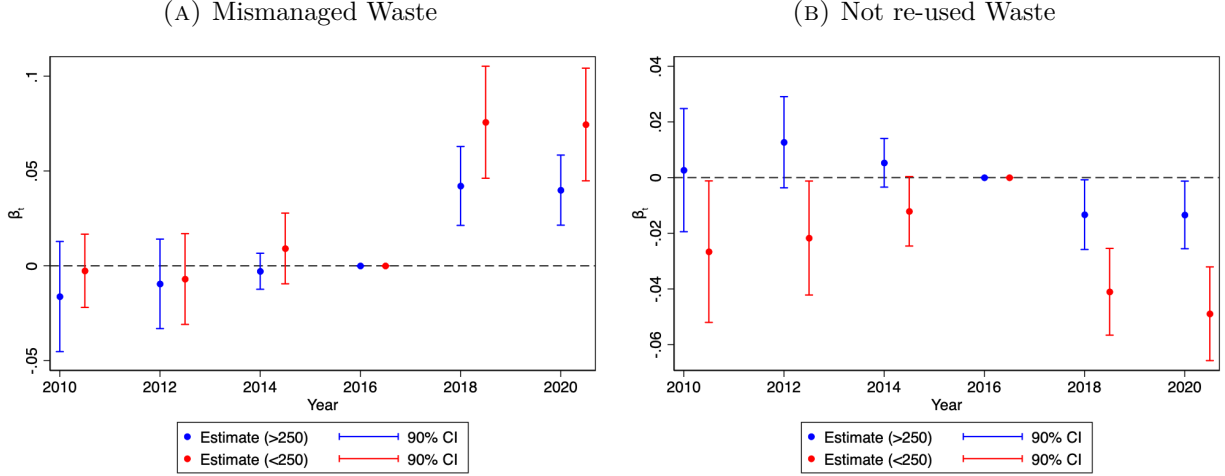 (A) Mismanaged Waste
.1
.05
0
-.05
βt
2010 2012 2014 2016 2018 2020
Year
Estimate (>250) 90% CI
Estimate (<250) 90% CI
(B) Not re-used Waste
.04
.02
0
-.02
-.04
-.06
βt
2010 2012 2014 2016 2018 2020
Year
Estimate (>250) 90% CI
Estimate (<250) 90% CI